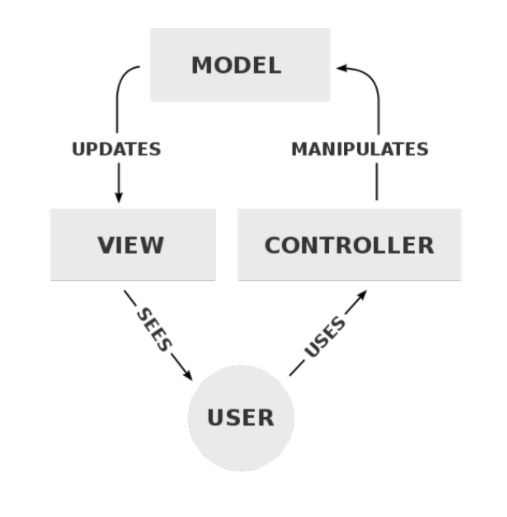 MODEL
UPDATES
MANIPULATES
VIEW
CONTROLLER
SEES
USES
USER